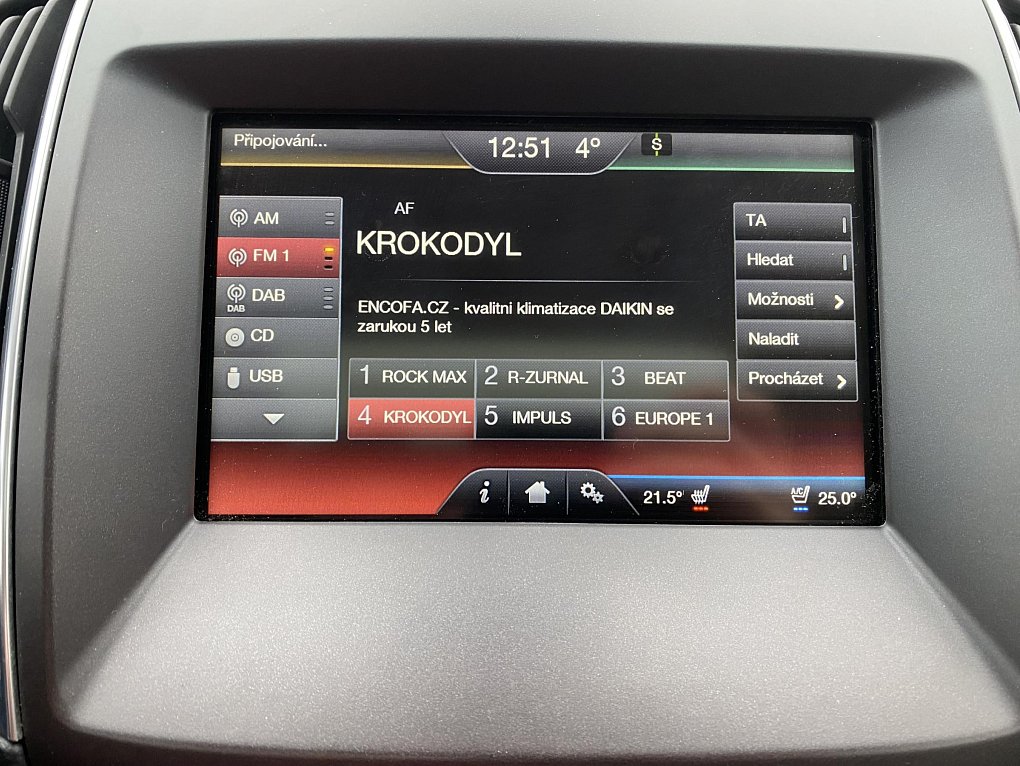 Připojování...
12:51 4° S
AM
FM 1
DAB
DAB
CD
USB
AF
KROKODYL
ENCOFA.CZ - kvalitni klimatizace DAIKIN se
zarukou 5 let
1 ROCK MAX 2 R-ZURNAL 3 BEAT
4 KROKODYL 5 IMPULS 6 EUROPE 1
TA
Hledat
Možnosti
Naladit
Procházet
i 21.5° A/C 25.0°